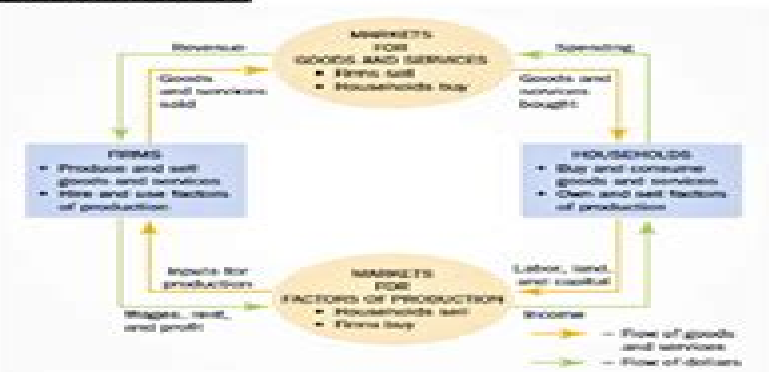 MARKETS
FOR
GOODS AND SERVICES
• Firms sell
• Households buy
Revenue
Spending
Goods
and services
sold
Goods and
services
bought
FIRMS
• Produce and sell
goods and services
• Hire and use factors
of production
HOUSEHOLDS
• Buy and consume
goods and services
• Own and sell factors
of production
Inputs for
production
Labor, land,
and capital
MARKETS
FOR
FACTORS OF PRODUCTION
• Households sell
• Firms buy
Wages, rent,
and profit
Income
= Flow of goods
and services
= Flow of dollars